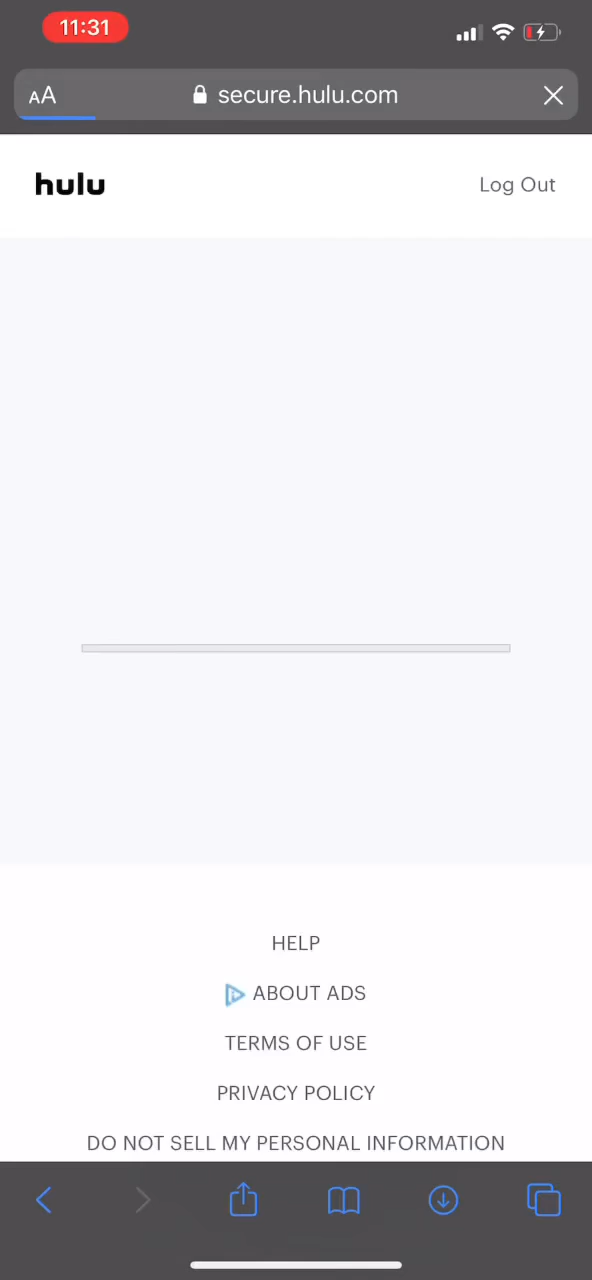 11:31
AA secure.hulu.com
hulu Log Out
HELP
ABOUT ADS
TERMS OF USE
PRIVACY POLICY
DO NOT SELL MY PERSONAL INFORMATION